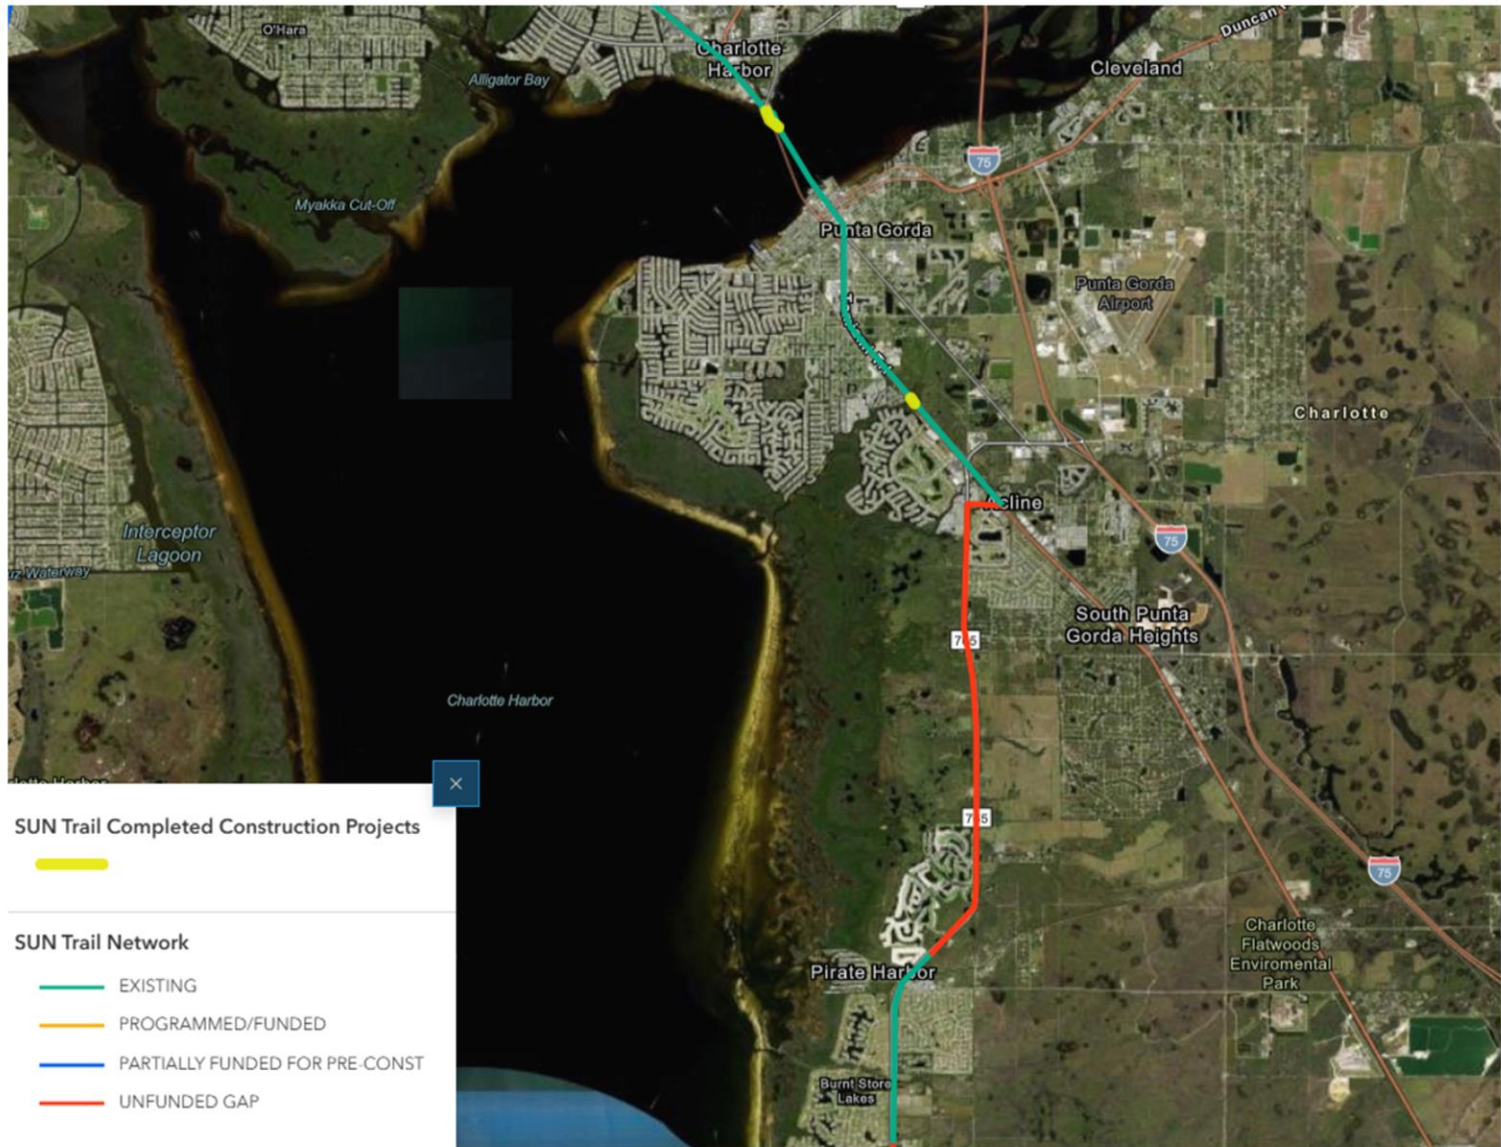 O'Hara
Charlotte
Harbor
Alligator Bay
Cleveland
75
Myakka Cut-Off
Punta Gorda
Punta Gorda
Airport
Charlotte
Interceptor
Lagoon
75
South Punta
Gorda Heights
Charlotte Harbor
75
Charlotte
Flatwoods
Enviromental
Park
Pirate Harbor
Burnt Store
Lakes
×
SUN Trail Completed Construction Projects
SUN Trail Network
EXISTING
PROGRAMMED/FUNDED
PARTIALLY FUNDED FOR PRE-CONST
UNFUNDED GAP